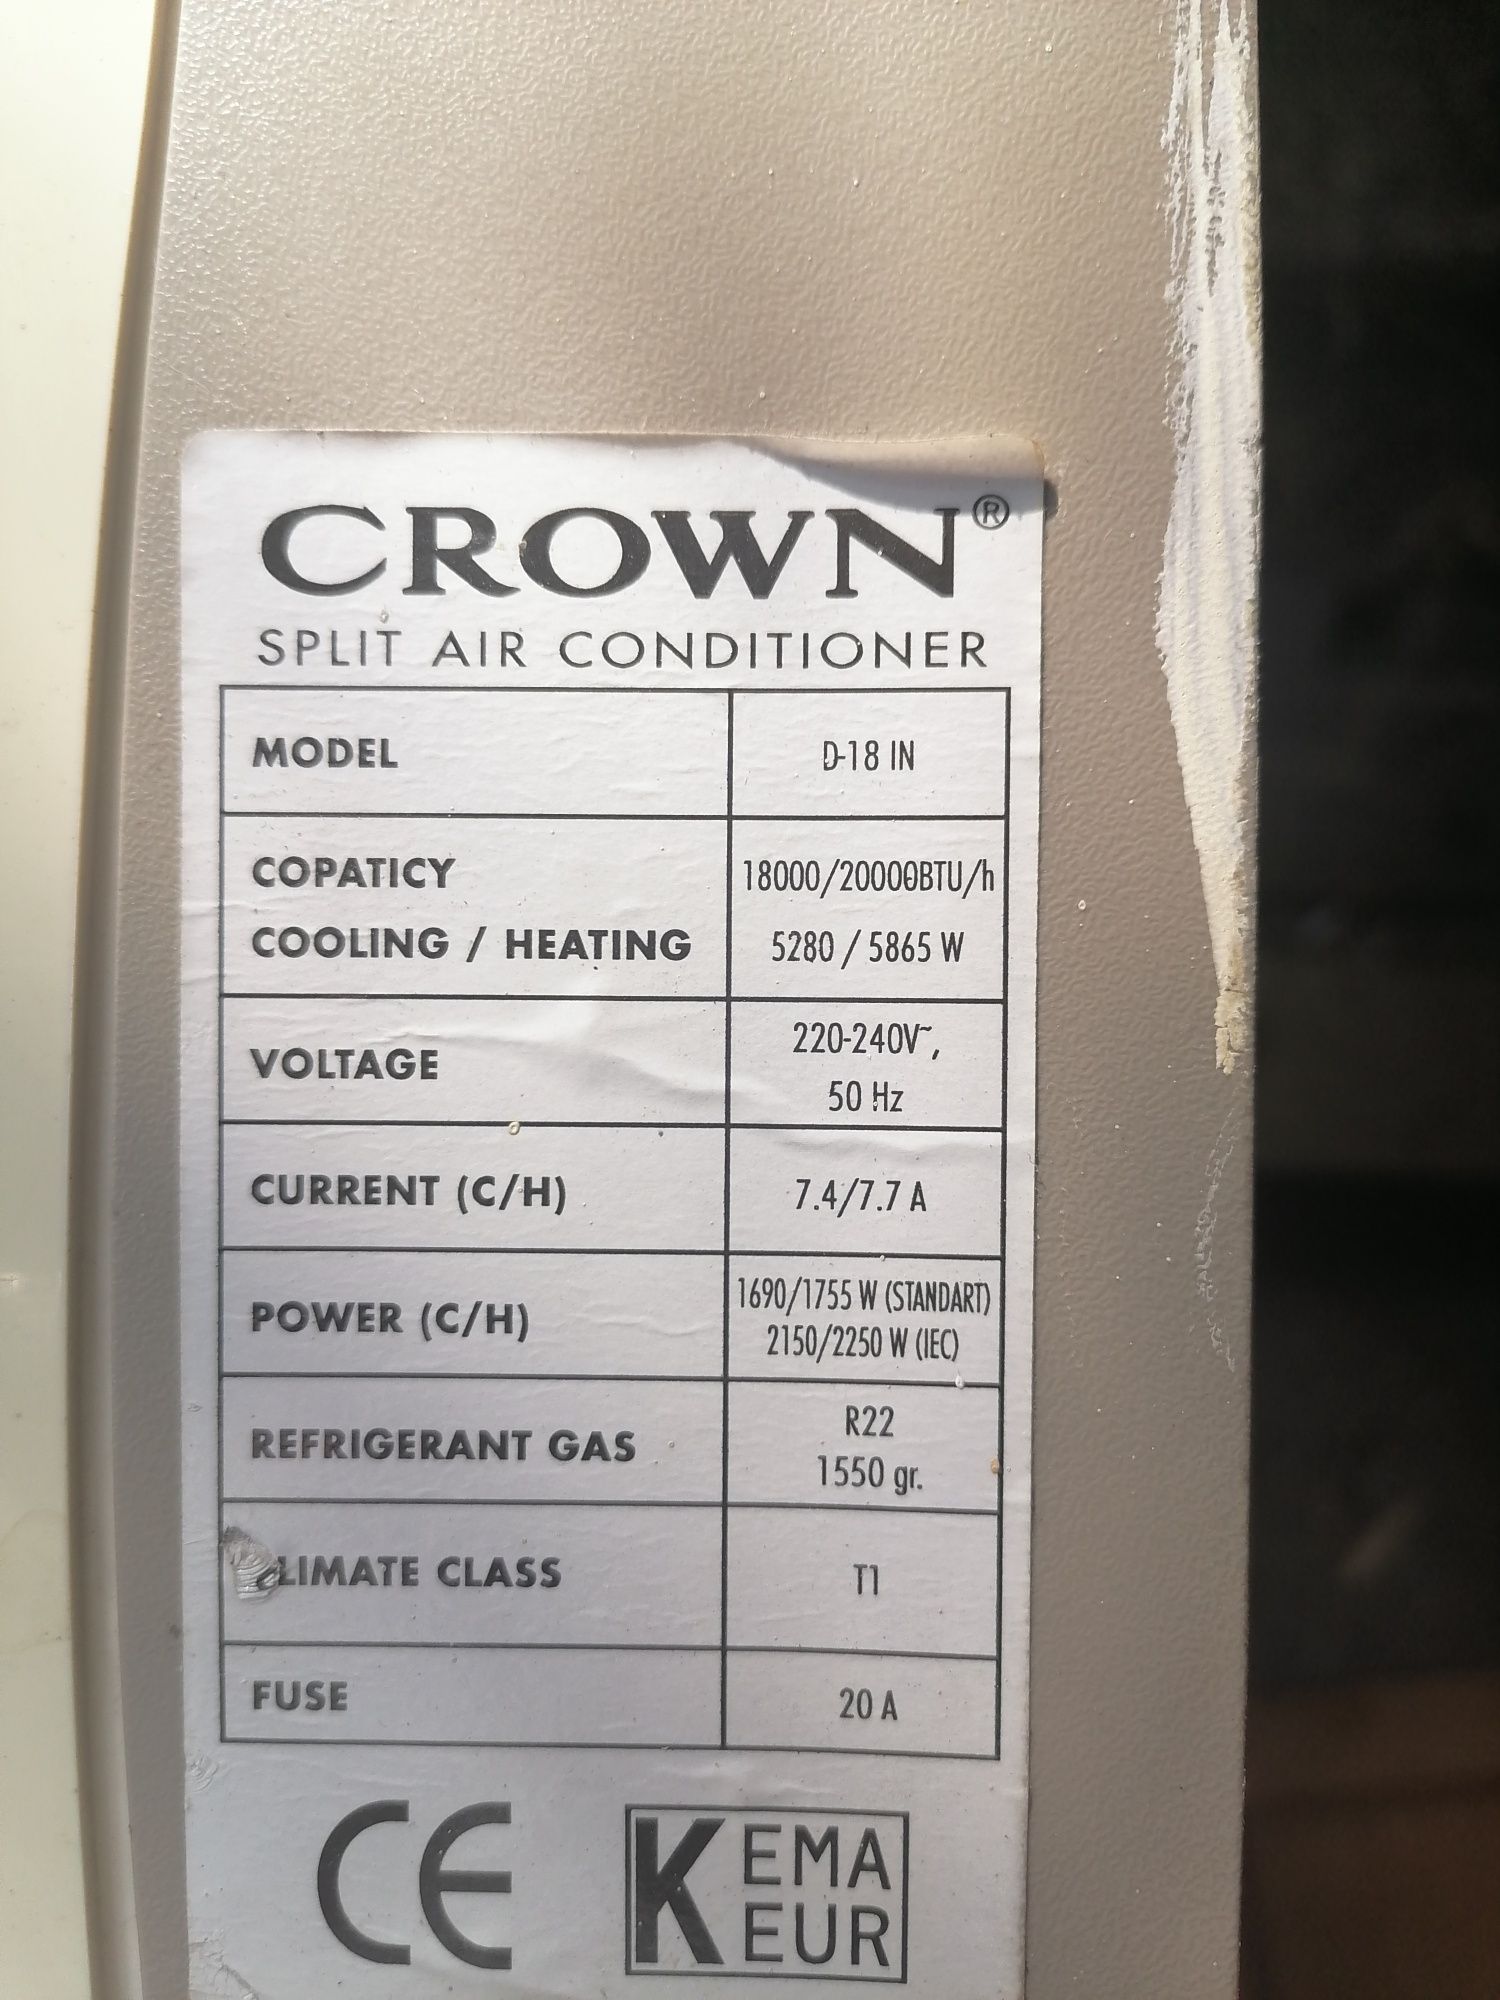 CROWN®
SPLIT AIR CONDITIONER
MODEL D-18 IN
COPATICY 18000/20000BTU/h
COOLING / HEATING 5280 / 5865 W
VOLTAGE 220-240V~,
50 Hz
CURRENT (C/H) 7.4/7.7 A
POWER (C/H) 1690/1755 W (STANDART)
2150/2250 W (IEC)
REFRIGERANT GAS R22
1550 gr.
CLIMATE CLASS T1
FUSE 20 A
CE KEMA
KEUR